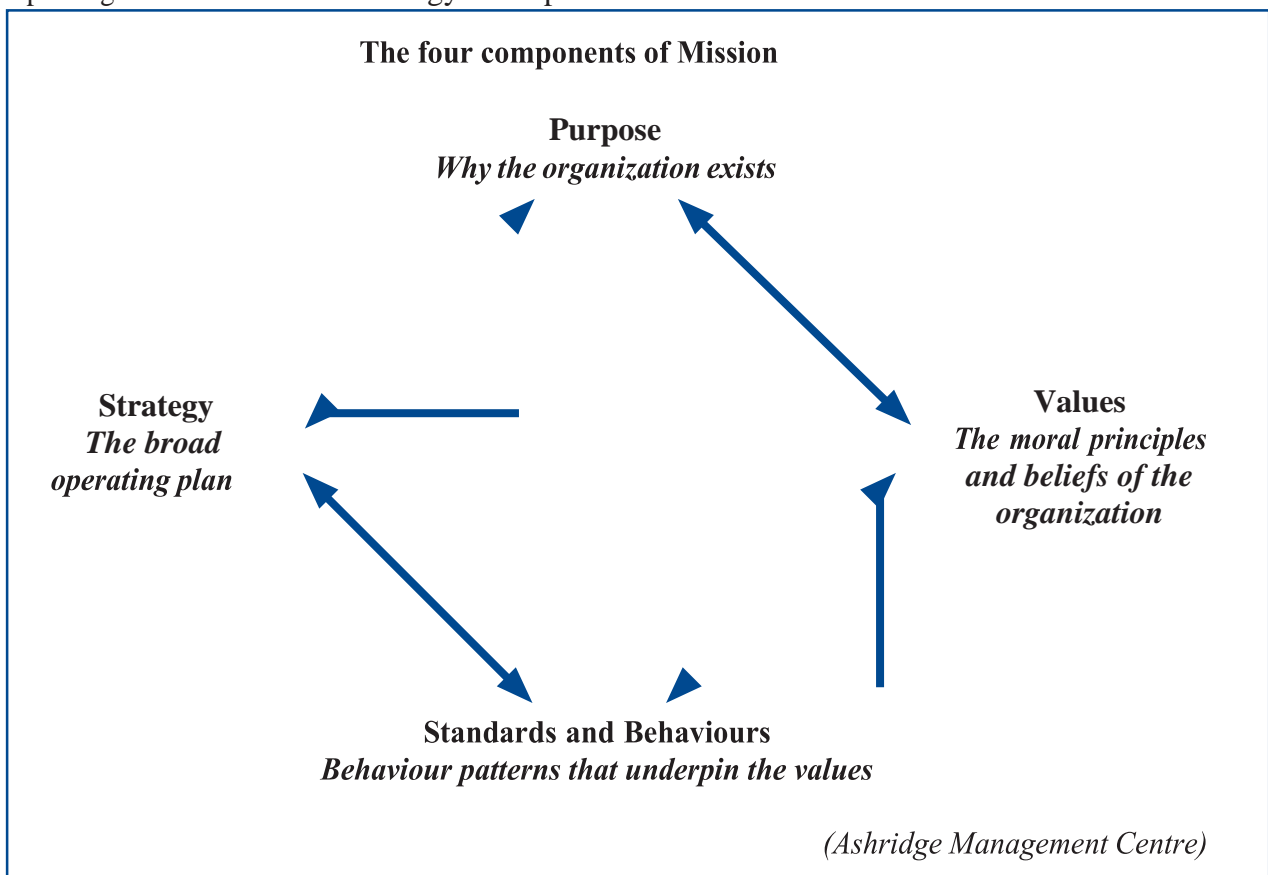 The four components of Mission
Purpose
Why the organization exists
Strategy
The broad
operating plan
Values
The moral principles
and beliefs of the
organization
Standards and Behaviours
Behaviour patterns that underpin the values
(Ashridge Management Centre)